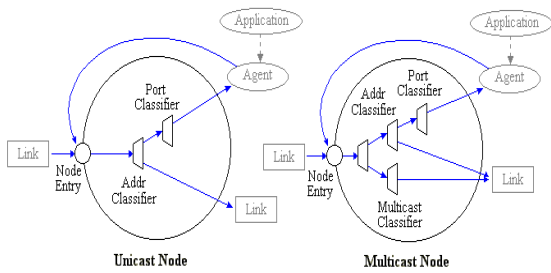 Application
Agent
Port
Classifier
Link
Node
Entry
Addr
Classifier
Link
Unicast Node
Application
Agent
Port
Classifier
Addr
Classifier
Link
Node
Entry
Link
Multicast
Classifier
Multicast Node